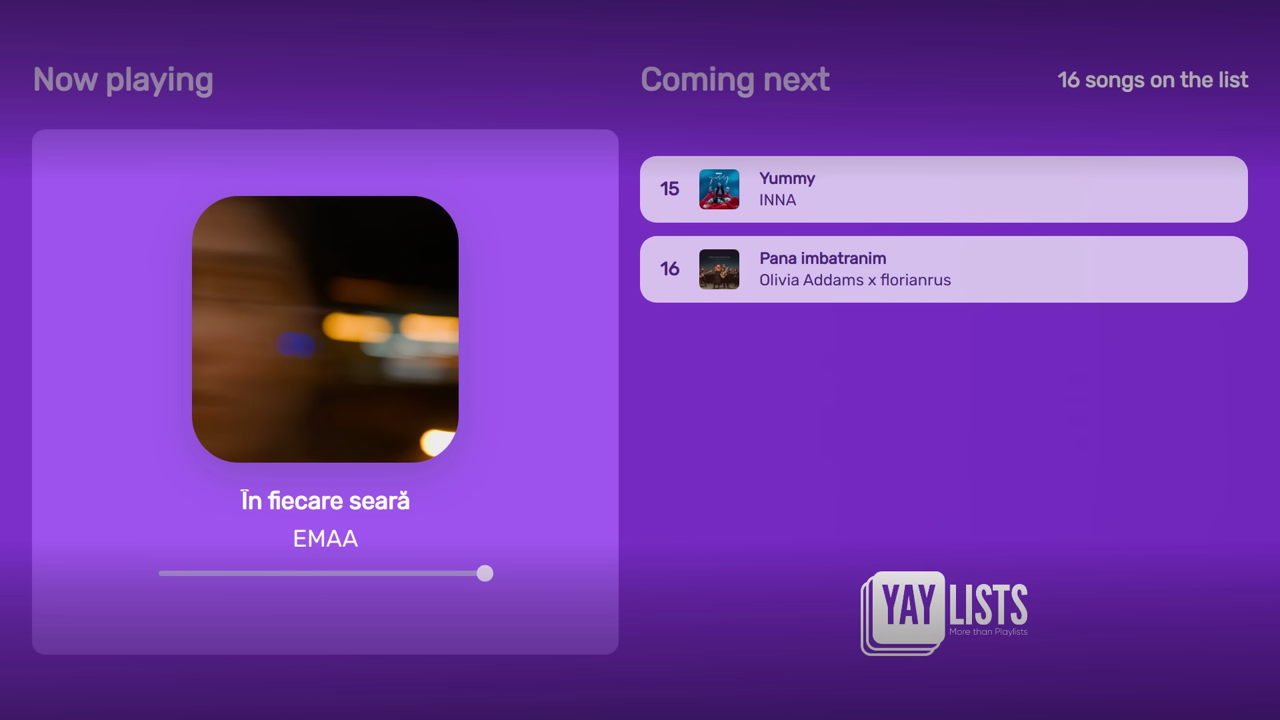 Now playing
În fiecare seară
EMAA
Coming next
16 songs on the list
15
Yummy
INNA
16
Pana imbatranim
Olivia Addams x florianrus
YAY LISTS
More than Playlists